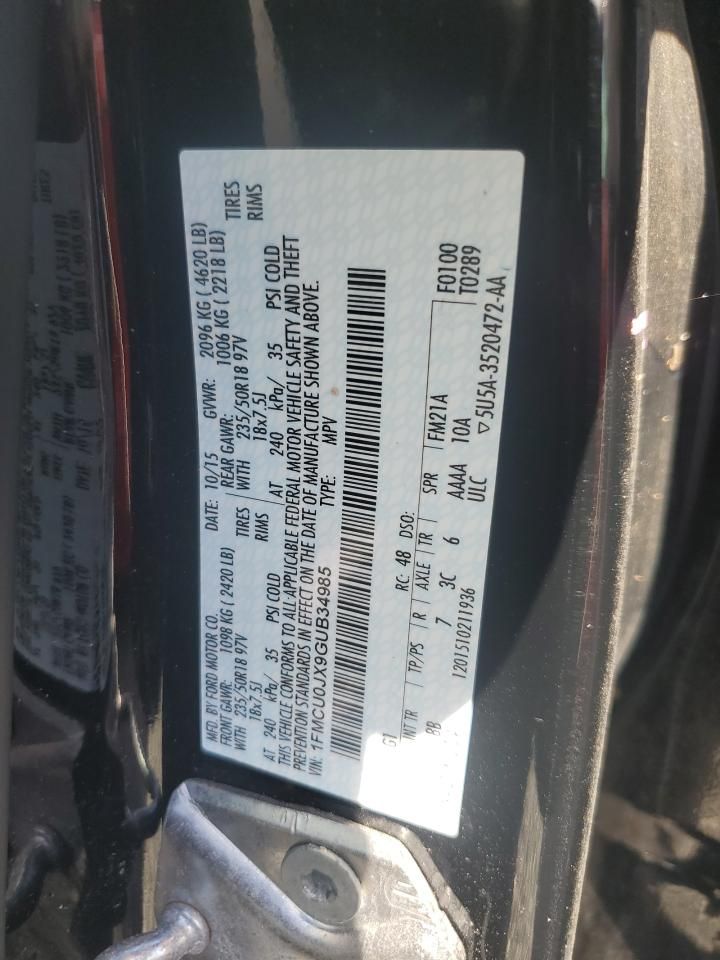 MFD. BY FORD MOTOR CO. DATE: 10/15 GVWR: 2096 KG ( 4620 LB)
FRONT GAWR: 1098 KG ( 2420 LB) REAR GAWR: 1006 KG ( 2218 LB)
WITH 235/50R18 97V TIRES WITH 235/50R18 97V TIRES
18x7.5J RIMS 18x7.5J RIMS
AT 240 kPa/ 35 PSI COLD AT 240 kPa/ 35 PSI COLD
THIS VEHICLE CONFORMS TO ALL APPLICABLE FEDERAL MOTOR VEHICLE SAFETY AND THEFT
PREVENTION STANDARDS IN EFFECT ON THE DATE OF MANUFACTURE SHOWN ABOVE.
VIN: 1FMCU0JX9GUB34985 TYPE: MPV
F0100
G1 RC: 48 DSO: T0289
INT TR TP/PS R AXLE TR SPR FM21A
BB 7 3C 6 AAAA 10A
1201510211936 ULC ▽5U5A-3520472-AA